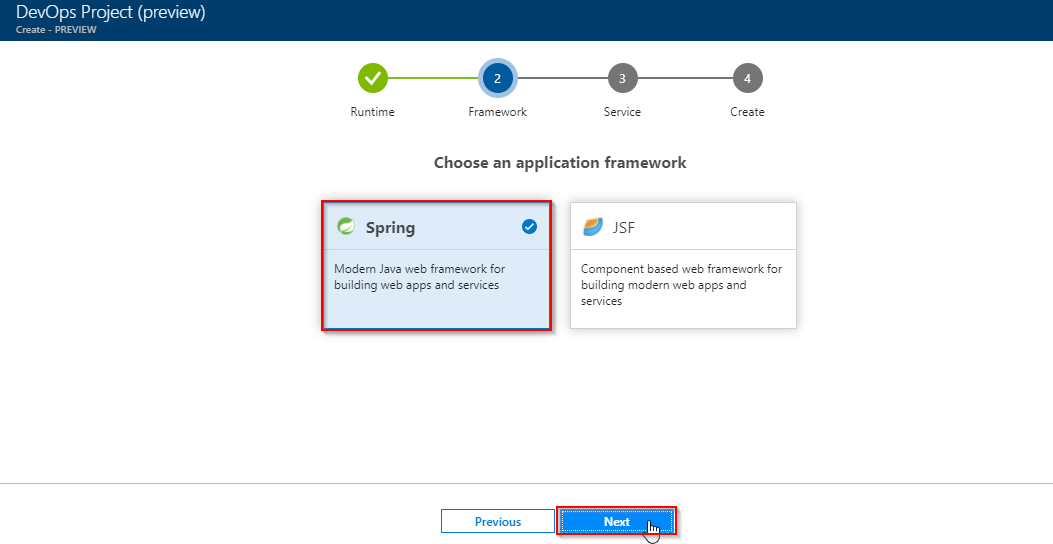 DevOps Project (preview)
Create - PREVIEW
2
3
4
Runtime
Framework
Service
Create
Choose an application framework
Spring
Modern Java web framework for
building web apps and services
JSF
Component based web framework for
building modern web apps and
services
Previous
Next